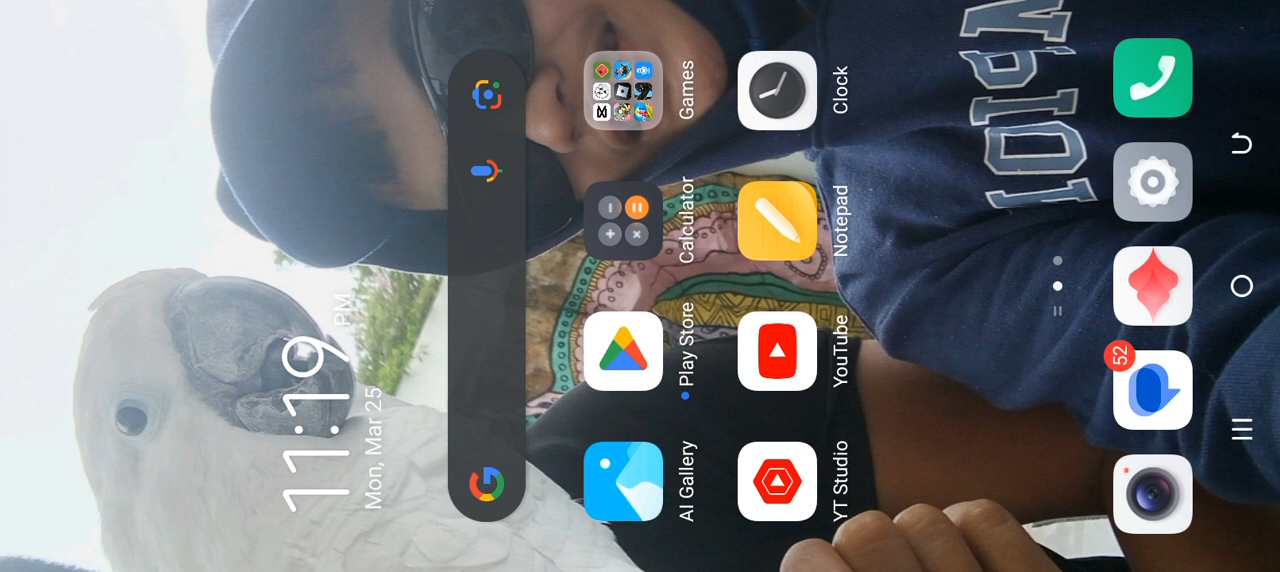 11:19 PM
Mon, Mar 25
AI Gallery
Play Store
Calculator
Games
YT Studio
YouTube
Notepad
Clock
52